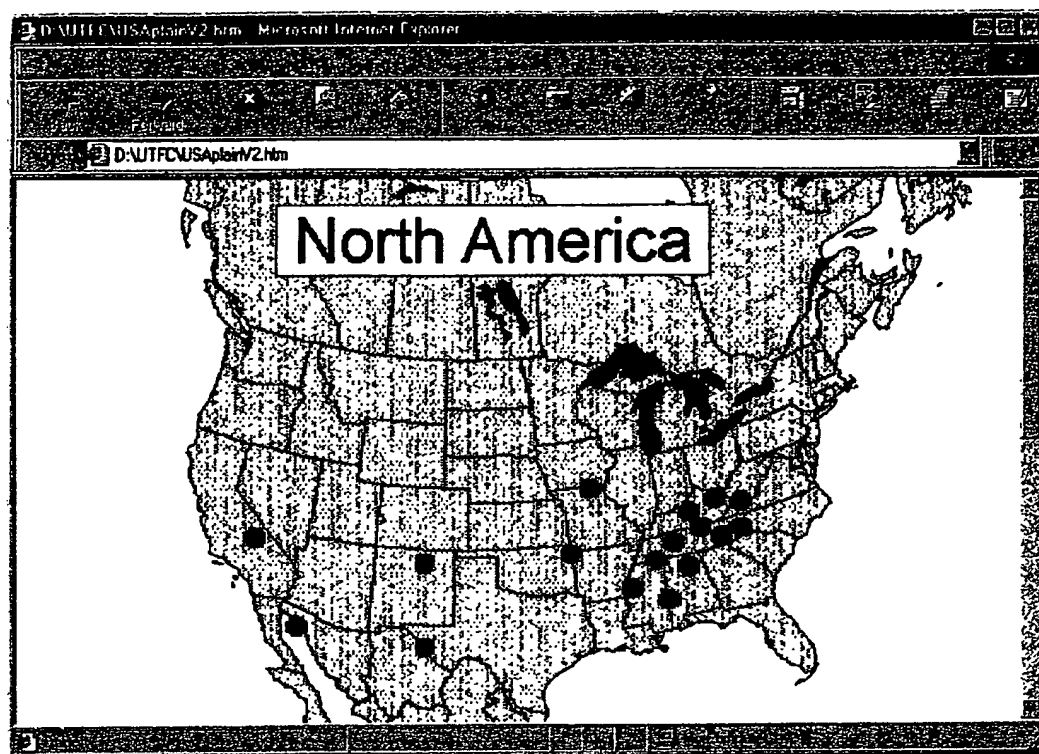 D:\UTFC\USAplainV2.htm - Microsoft Internet Explorer
Forward
D:\UTFC\USAplainV2.htm
North America